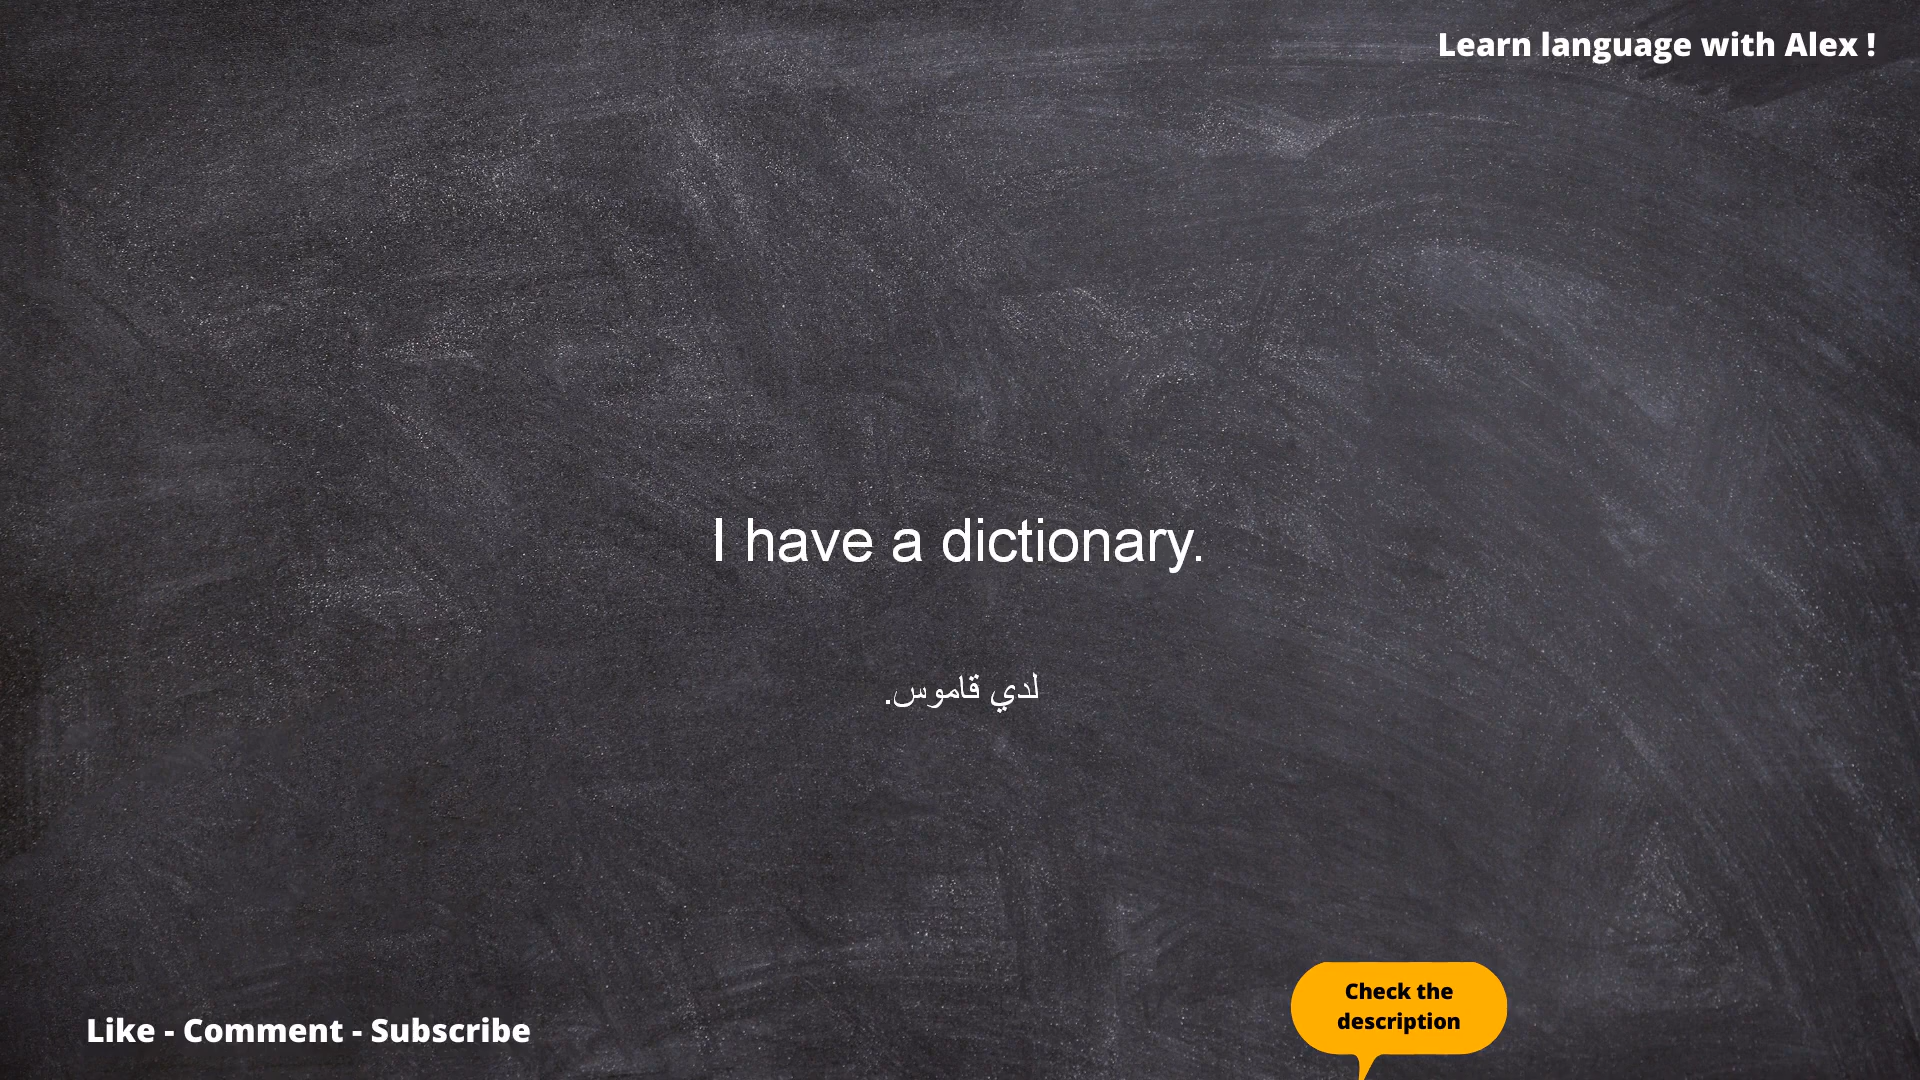 Learn language with Alex !
I have a dictionary.
لدي قاموس.
Check the
description
Like - Comment - Subscribe